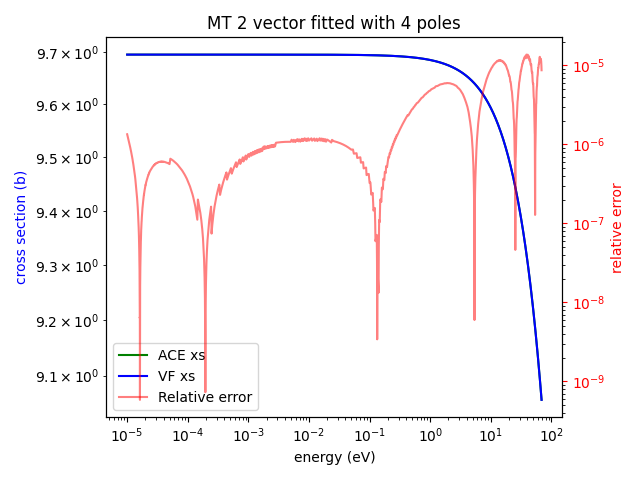 MT 2 vector fitted with 4 poles
cross section (b)
9.7 × 10⁰
9.6 × 10⁰
9.5 × 10⁰
9.4 × 10⁰
9.3 × 10⁰
9.2 × 10⁰
9.1 × 10⁰
ACE xs
VF xs
Relative error
10⁻⁵
10⁻⁶
10⁻⁷
10⁻⁸
10⁻⁹
relative error
10⁻⁵ 10⁻⁴ 10⁻³ 10⁻² 10⁻¹ 10⁰ 10¹ 10²
energy (eV)